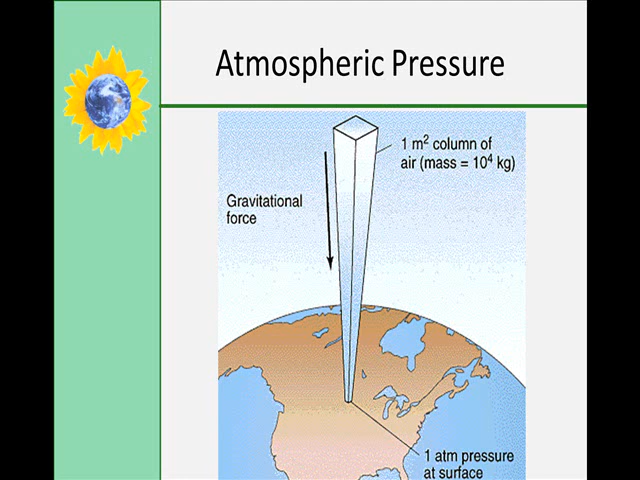 Atmospheric Pressure
1 m² column of
air (mass = 10⁴ kg)
Gravitational
force
1 atm pressure
at surface